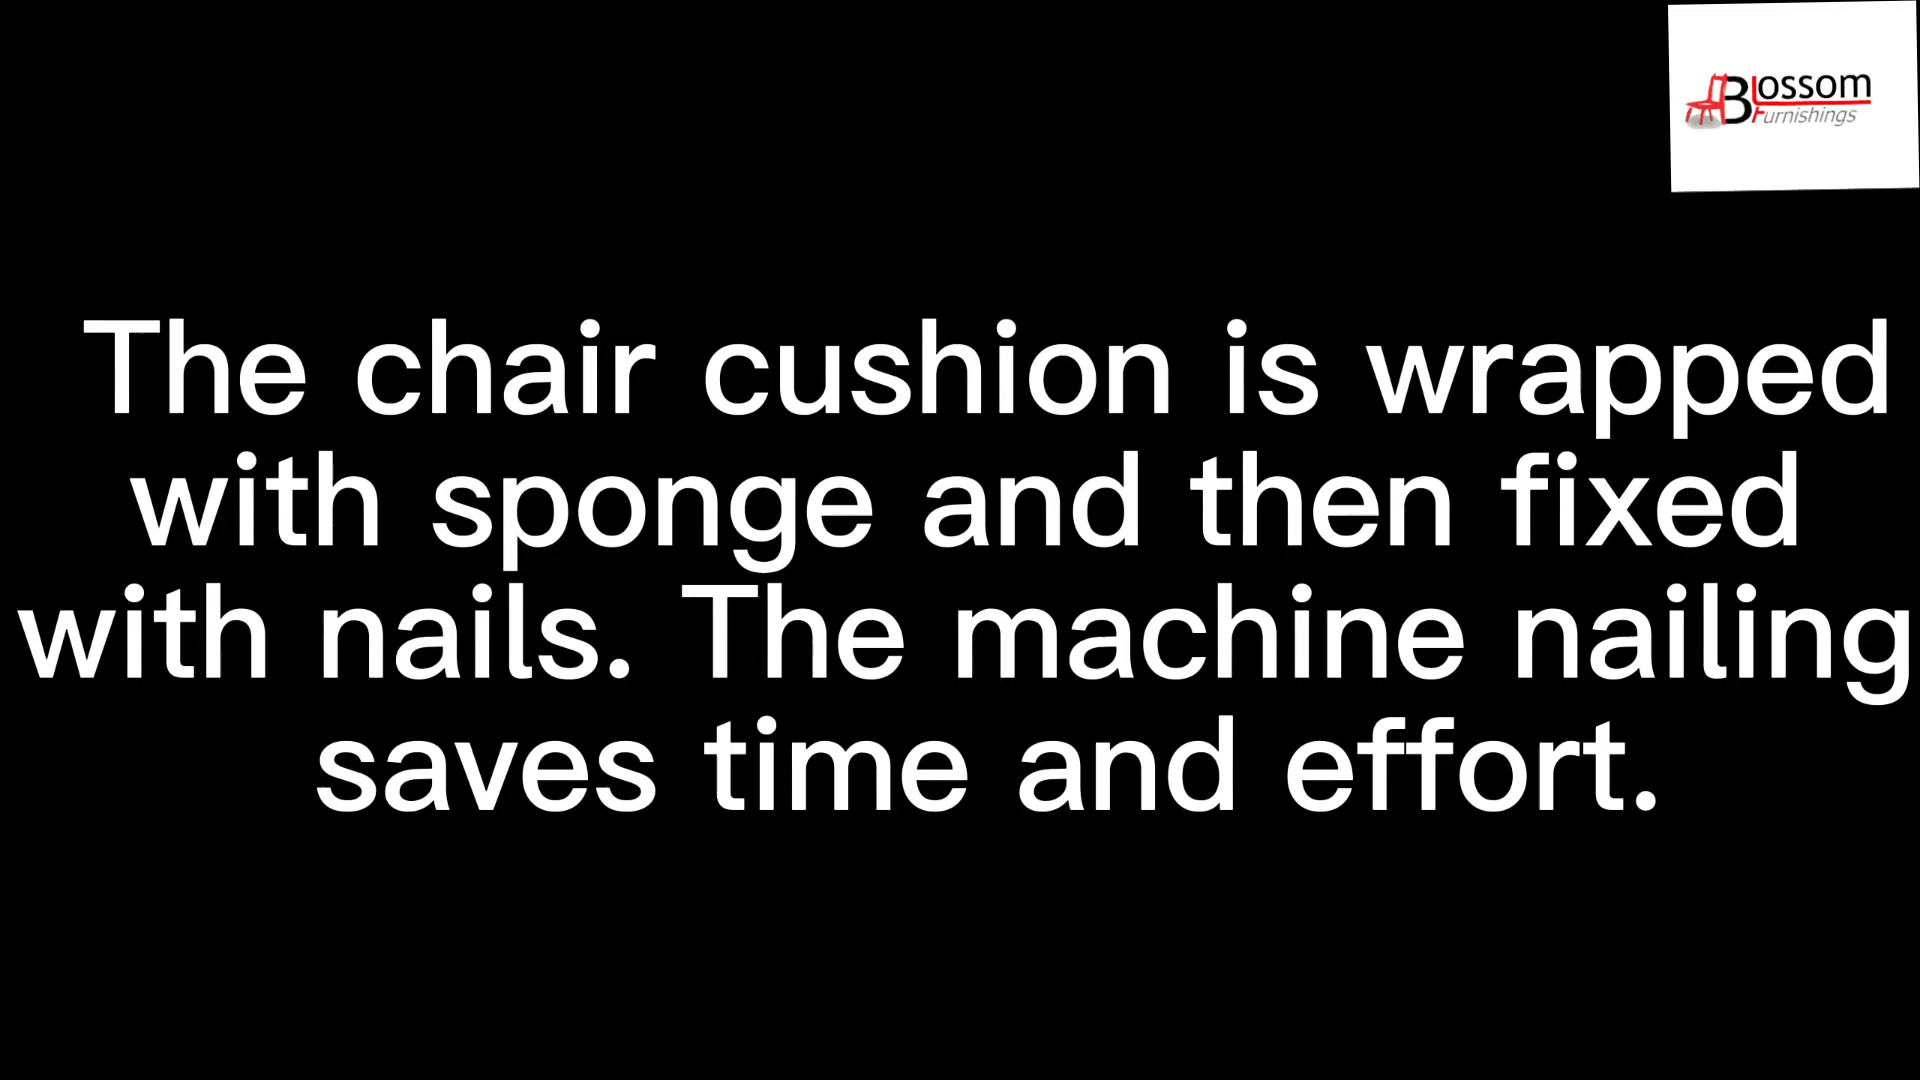 Blossom
Furnishings
The chair cushion is wrapped
with sponge and then fixed
with nails. The machine nailing
saves time and effort.